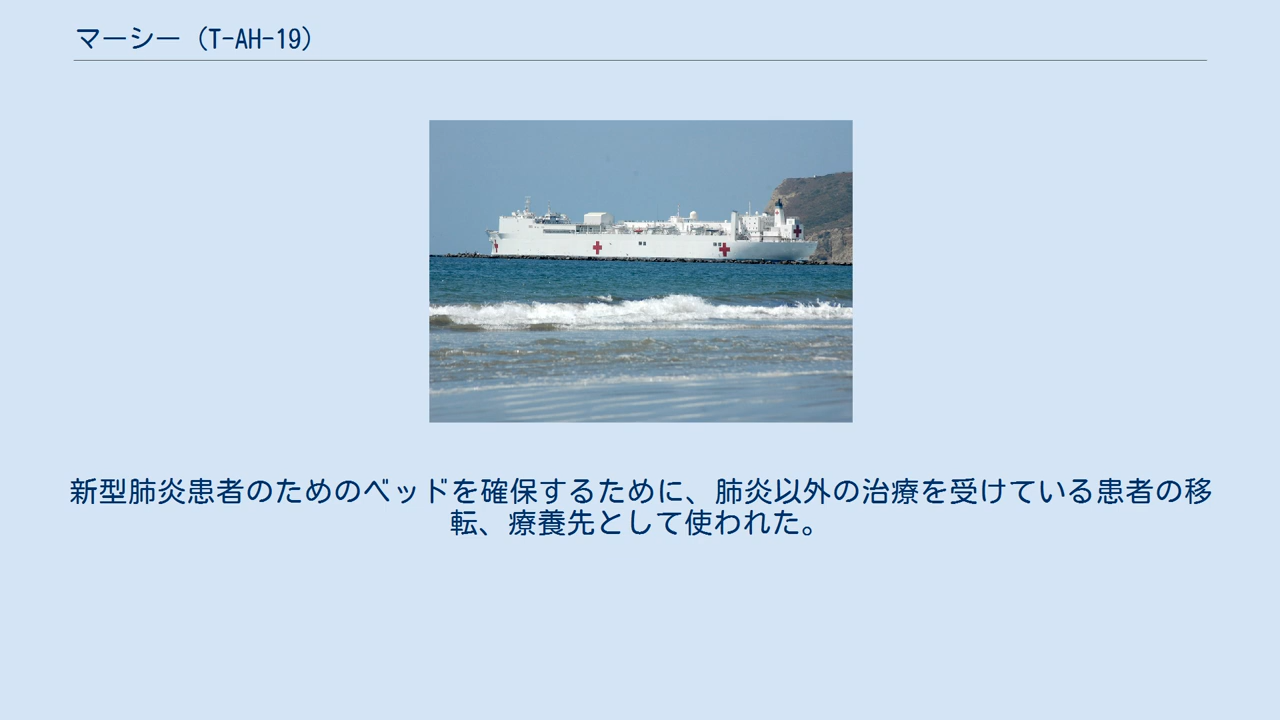 マーシー（T-AH-19）
新型肺炎患者のためのベッドを確保するために、肺炎以外の治療を受けている患者の移
転、療養先として使われた。